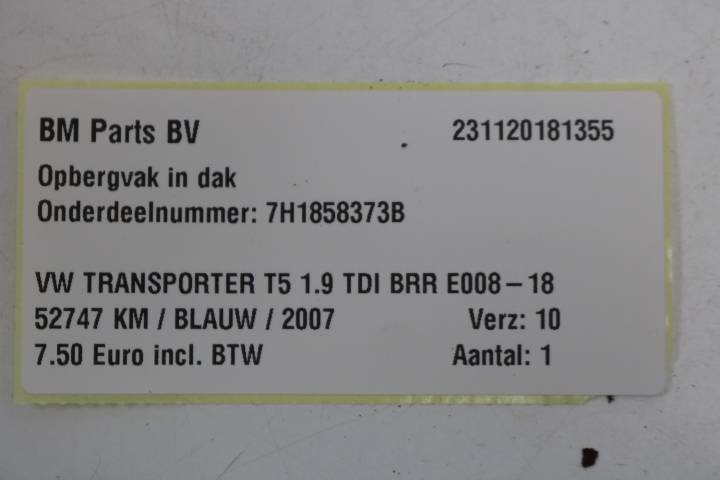 BM Parts BV 231120181355
Opbergvak in dak
Onderdeelnummer: 7H1858373B
VW TRANSPORTER T5 1.9 TDI BRR E008-18
52747 KM / BLAUW / 2007 Verz: 10
7.50 Euro incl. BTW Aantal: 1